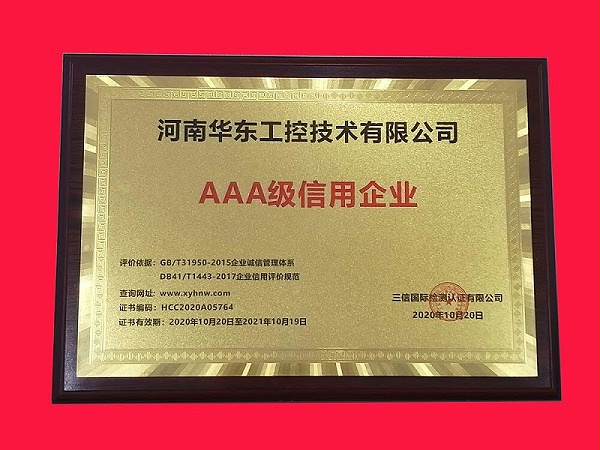 河南华东工控技术有限公司
AAA级信用企业
评价依据：GB/T31950-2015企业诚信管理体系
DB41/T1443-2017企业信用评价规范
查询网址：www.xyhnw.com
证书编码：HCC2020A05764
证书有效期：2020年10月20日至2021年10月19日
三信国际检测认证有限公司
2020年10月20日